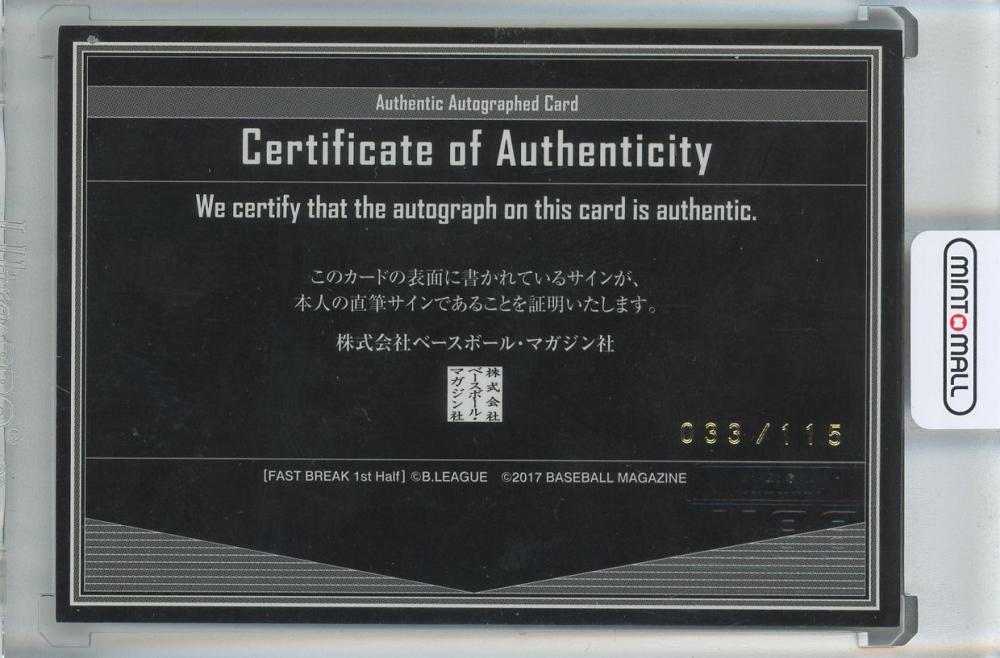 Authentic Autographed Card
Certificate of Authenticity
We certify that the autograph on this card is authentic.
このカードの表面に書かれているサインが、
本人の直筆サインであることを証明いたします。
株式会社ベースボール・マガジン社
株式会社
ベースボール・
マガジン社
033/115
[FAST BREAK 1st Half] ©B.LEAGUE ©2017 BASEBALL MAGAZINE
MINT MALL